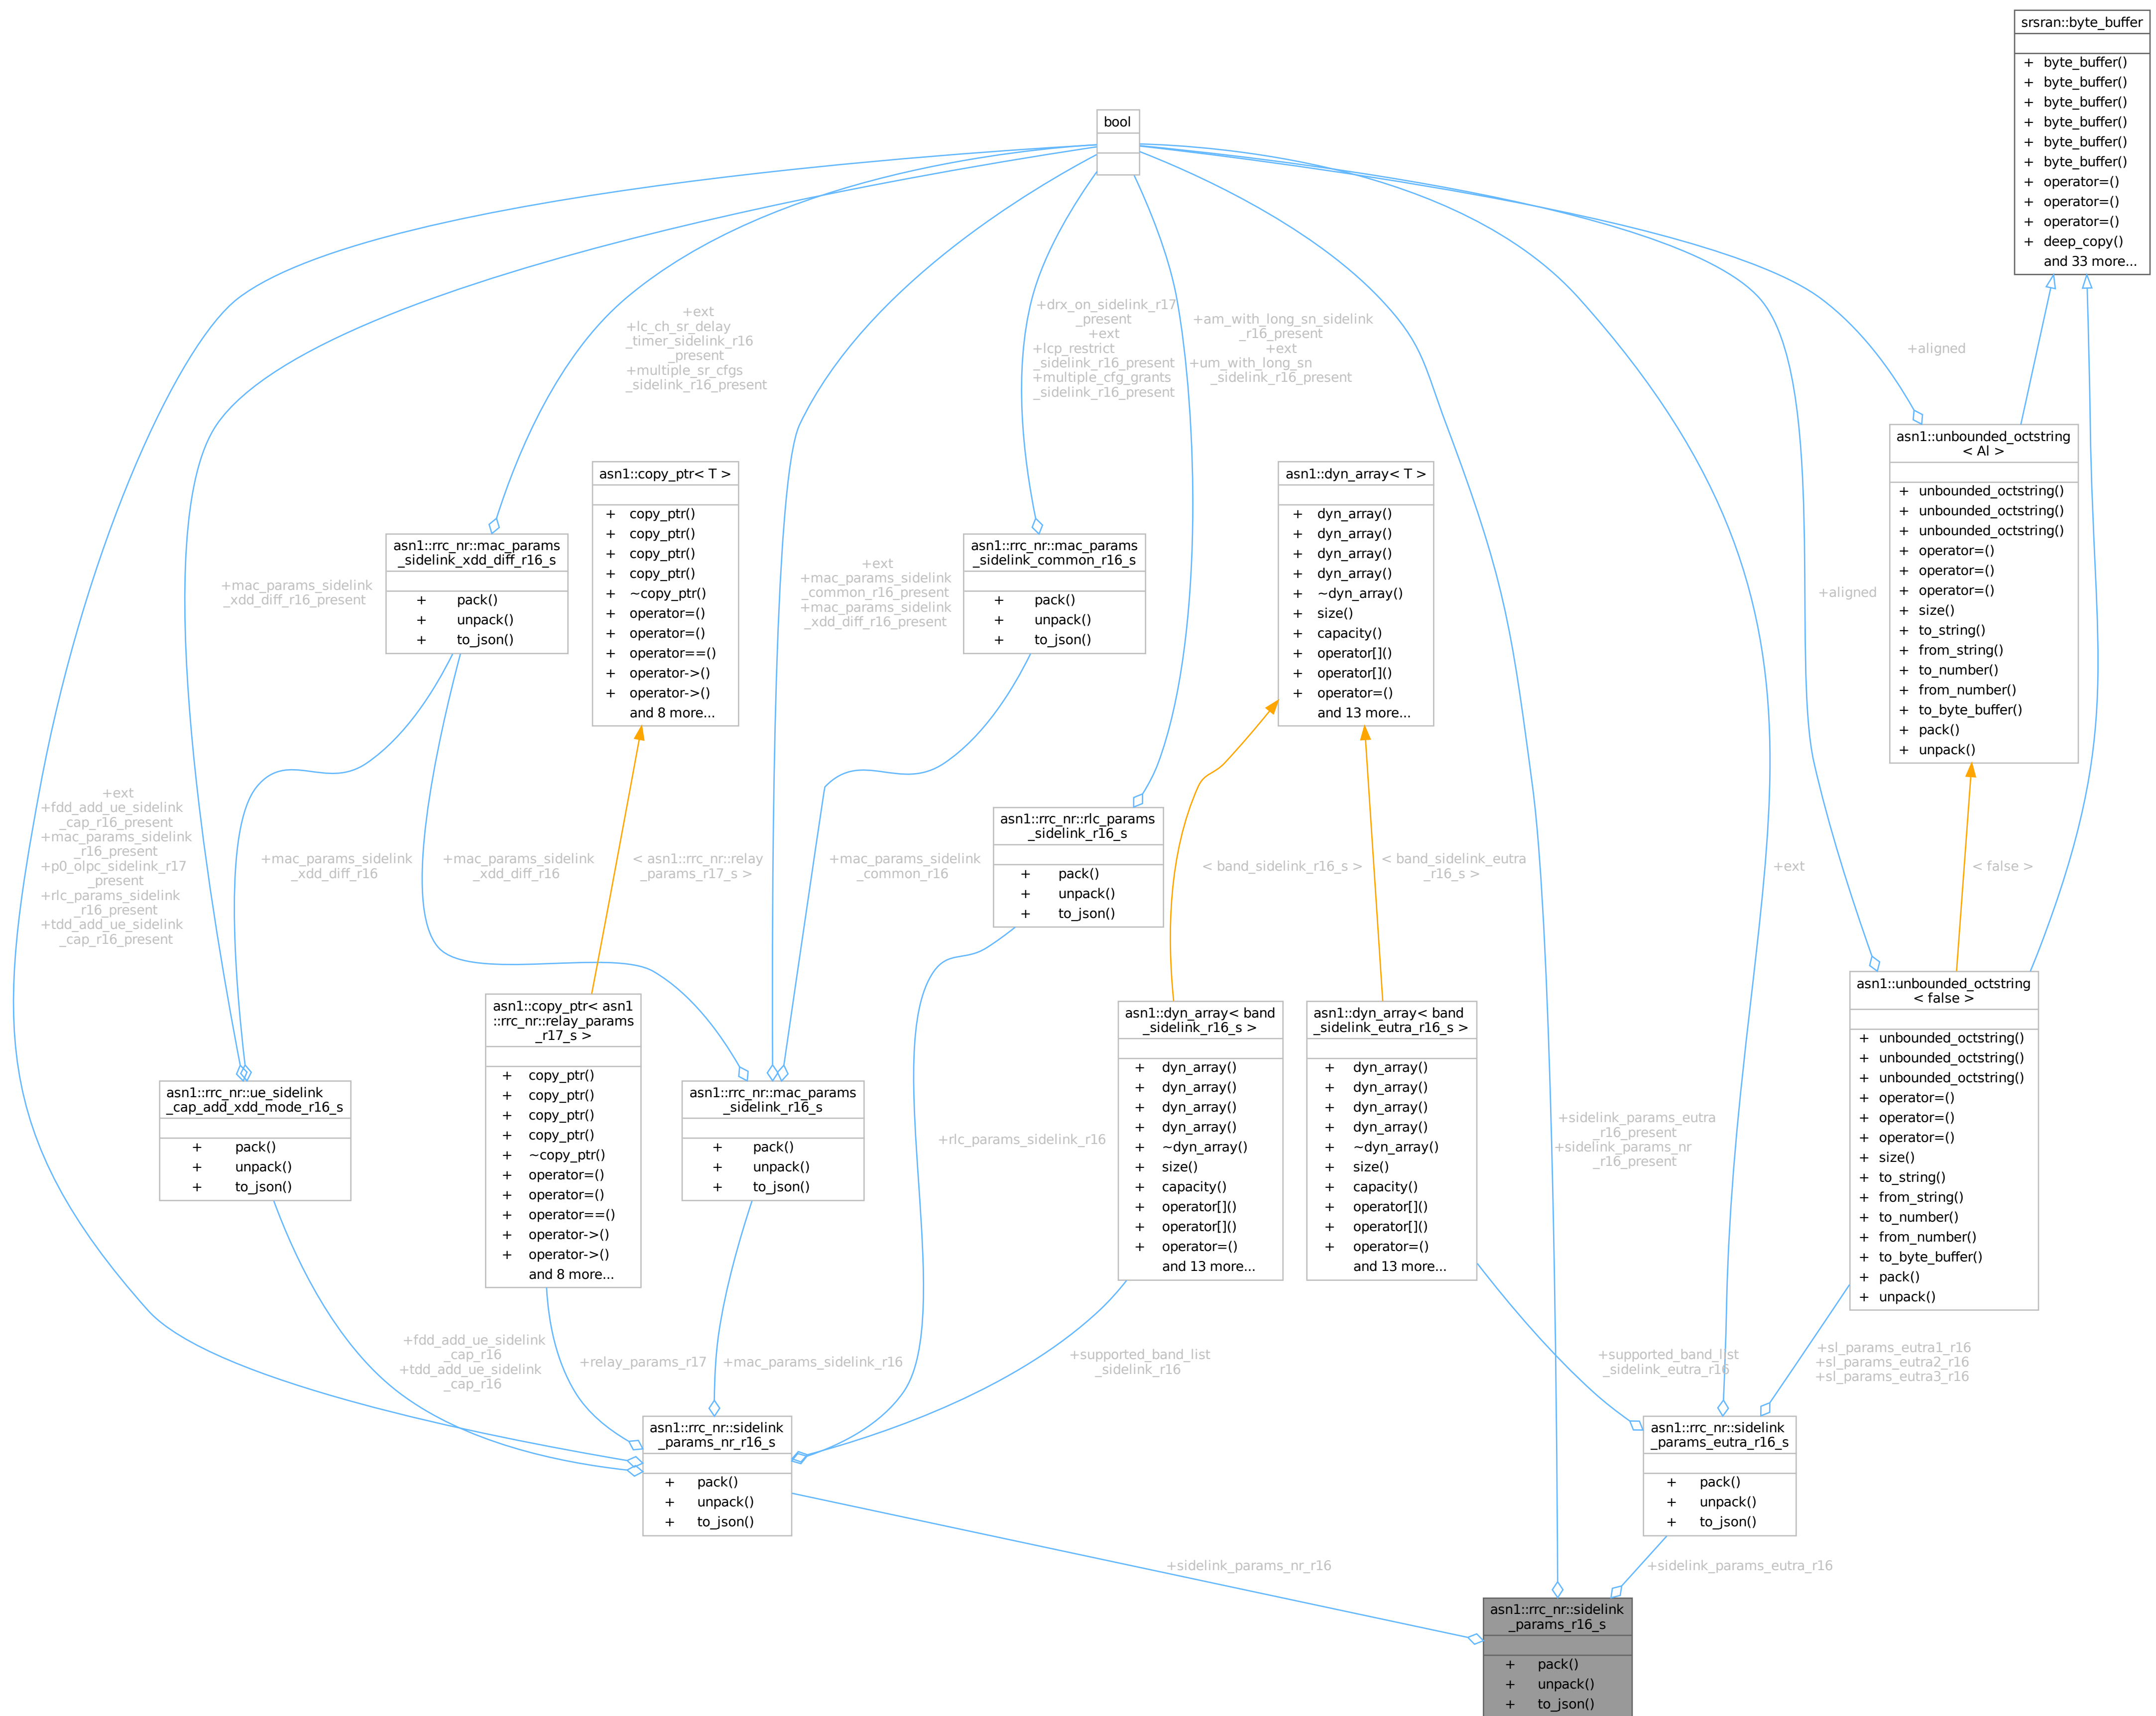 srsran::byte_buffer
+ byte_buffer()
+ byte_buffer()
+ byte_buffer()
+ byte_buffer()
+ byte_buffer()
+ byte_buffer()
+ operator=()
+ operator=()
+ operator=()
+ deep_copy()
and 33 more...
bool
+ext
+lc_ch_sr_delay
_timer_sidelink_r16
_present
+multiple_sr_cfgs
_sidelink_r16_present
+drx_on_sidelink_r17
_present
+ext
+lcp_restrict
_sidelink_r16_present
+multiple_cfg_grants
_sidelink_r16_present
+am_with_long_sn_sidelink
_r16_present
+ext
+um_with_long_sn
_sidelink_r16_present
+aligned
asn1::unbounded_octstring
< Al >
+ unbounded_octstring()
+ unbounded_octstring()
+ unbounded_octstring()
+ operator=()
+ operator=()
+ operator=()
+ size()
+ to_string()
+ from_string()
+ to_number()
+ from_number()
+ to_byte_buffer()
+ pack()
+ unpack()
asn1::copy_ptr< T >
+ copy_ptr()
+ copy_ptr()
+ copy_ptr()
+ copy_ptr()
+ ~copy_ptr()
+ operator=()
+ operator=()
+ operator==()
+ operator->()
+ operator->()
and 8 more...
asn1::dyn_array< T >
+ dyn_array()
+ dyn_array()
+ dyn_array()
+ dyn_array()
+ ~dyn_array()
+ size()
+ capacity()
+ operator[]()
+ operator[]()
+ operator=()
and 13 more...
asn1::rrc_nr::mac_params
_sidelink_xdd_diff_r16_s
+ pack()
+ unpack()
+ to_json()
asn1::rrc_nr::mac_params
_sidelink_common_r16_s
+ pack()
+ unpack()
+ to_json()
+mac_params_sidelink
_xdd_diff_r16_present
+ext
+mac_params_sidelink
_common_r16_present
+mac_params_sidelink
_xdd_diff_r16_present
+aligned
+ext
+fdd_add_ue_sidelink
_cap_r16_present
+mac_params_sidelink
_r16_present
+p0_olpc_sidelink_r17
_present
+rlc_params_sidelink
_r16_present
+tdd_add_ue_sidelink
_cap_r16_present
+mac_params_sidelink
_xdd_diff_r16
+mac_params_sidelink
_xdd_diff_r16
< asn1::rrc_nr::relay
_params_r17_s >
+mac_params_sidelink
_common_r16
asn1::rrc_nr::rlc_params
_sidelink_r16_s
+ pack()
+ unpack()
+ to_json()
< band_sidelink_r16_s >
< band_sidelink_eutra
_r16_s >
+ext
< false >
asn1::unbounded_octstring
< false >
+ unbounded_octstring()
+ unbounded_octstring()
+ unbounded_octstring()
+ operator=()
+ operator=()
+ operator=()
+ size()
+ to_string()
+ from_string()
+ to_number()
+ from_number()
+ to_byte_buffer()
+ pack()
+ unpack()
asn1::copy_ptr< asn1
::rrc_nr::relay_params
_r17_s >
+ copy_ptr()
+ copy_ptr()
+ copy_ptr()
+ copy_ptr()
+ ~copy_ptr()
+ operator=()
+ operator=()
+ operator==()
+ operator->()
+ operator->()
and 8 more...
asn1::dyn_array< band
_sidelink_r16_s >
+ dyn_array()
+ dyn_array()
+ dyn_array()
+ dyn_array()
+ ~dyn_array()
+ size()
+ capacity()
+ operator[]()
+ operator[]()
+ operator=()
and 13 more...
asn1::dyn_array< band
_sidelink_eutra_r16_s >
+ dyn_array()
+ dyn_array()
+ dyn_array()
+ dyn_array()
+ ~dyn_array()
+ size()
+ capacity()
+ operator[]()
+ operator[]()
+ operator=()
and 13 more...
asn1::rrc_nr::ue_sidelink
_cap_add_xdd_mode_r16_s
+ pack()
+ unpack()
+ to_json()
asn1::rrc_nr::mac_params
_sidelink_r16_s
+ pack()
+ unpack()
+ to_json()
+rlc_params_sidelink_r16
+sidelink_params_eutra
_r16_present
+sidelink_params_nr
_r16_present
+fdd_add_ue_sidelink
_cap_r16
+tdd_add_ue_sidelink
_cap_r16
+relay_params_r17
+mac_params_sidelink_r16
+supported_band_list
_sidelink_r16
+supported_band_list
_sidelink_eutra_r16
+sl_params_eutra1_r16
+sl_params_eutra2_r16
+sl_params_eutra3_r16
asn1::rrc_nr::sidelink
_params_nr_r16_s
+ pack()
+ unpack()
+ to_json()
asn1::rrc_nr::sidelink
_params_eutra_r16_s
+ pack()
+ unpack()
+ to_json()
+sidelink_params_nr_r16
+sidelink_params_eutra_r16
asn1::rrc_nr::sidelink
_params_r16_s
+ pack()
+ unpack()
+ to_json()